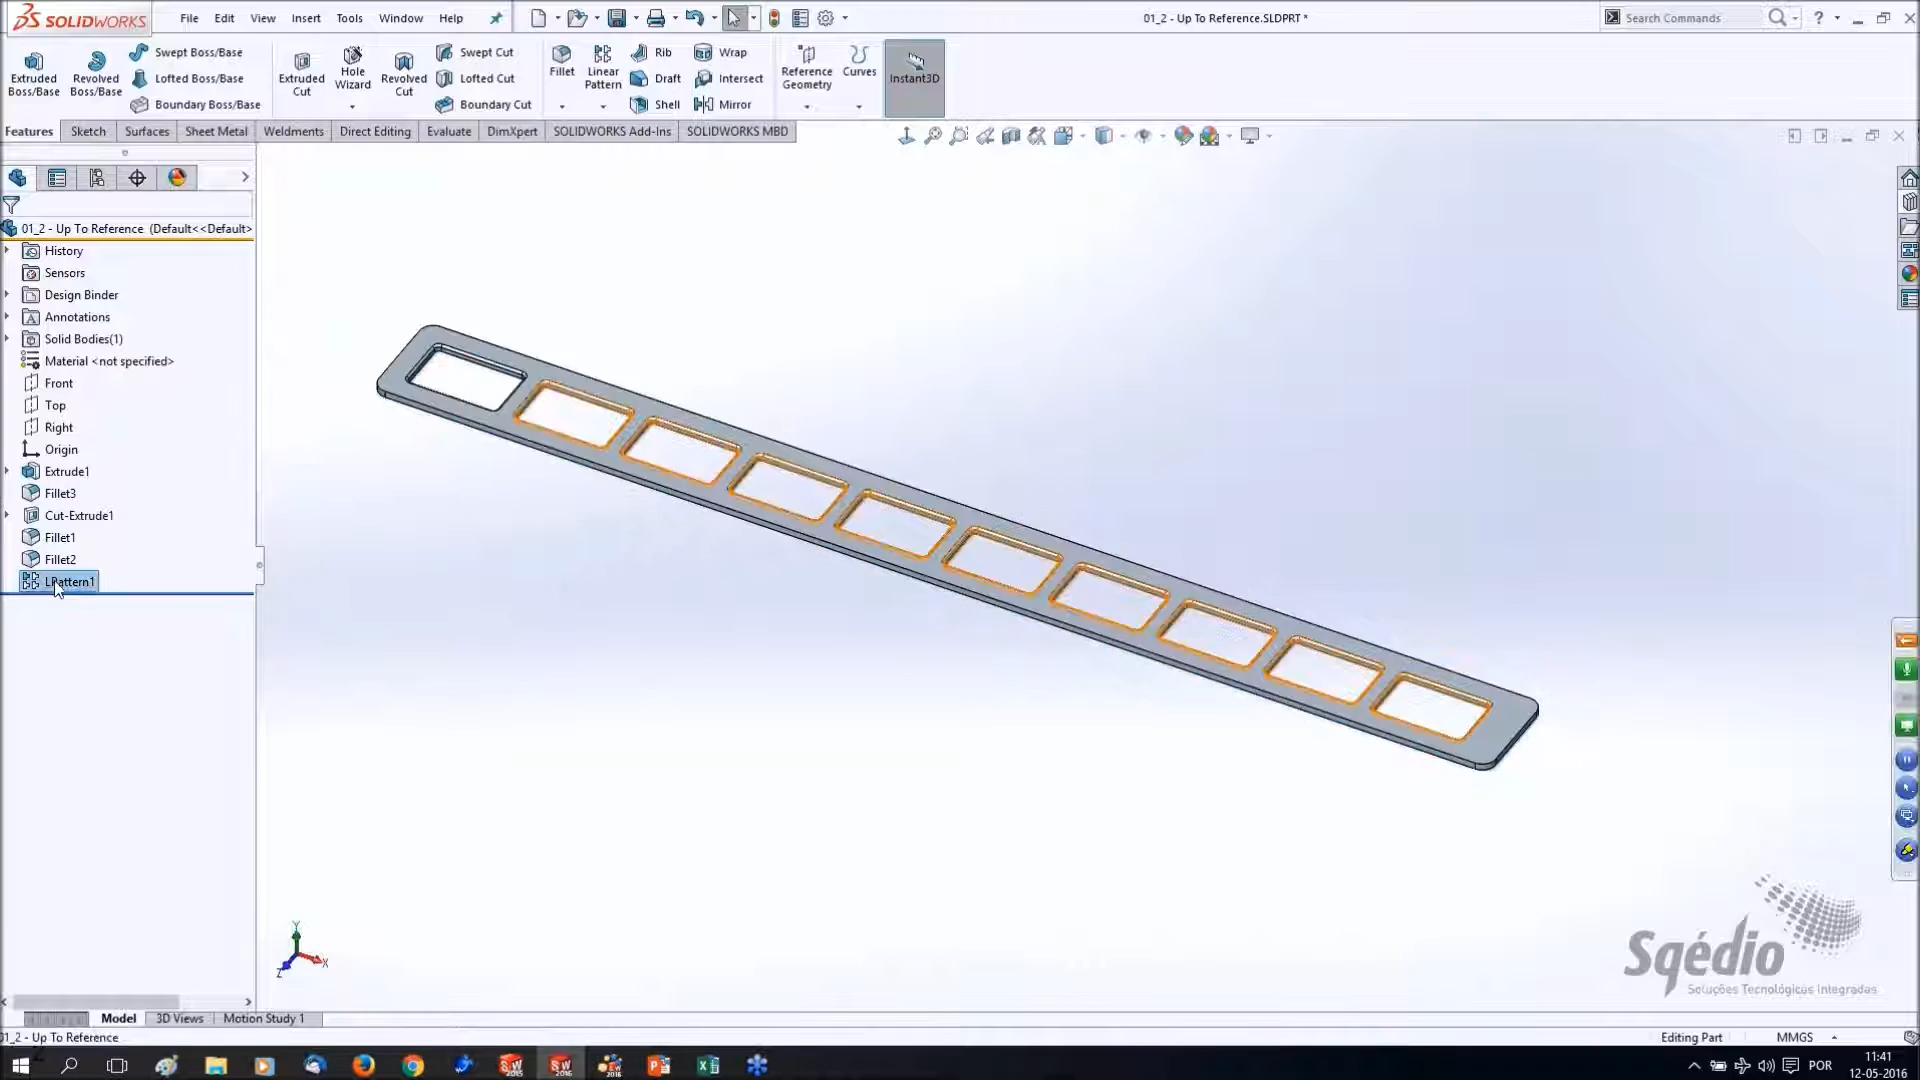 SOLIDWORKS
File Edit View Insert Tools Window Help
01_2 - Up To Reference.SLDPRT *
Search Commands
?
Extruded Boss/Base
Revolved Boss/Base
Swept Boss/Base
Lofted Boss/Base
Boundary Boss/Base
Extruded Cut
Hole Wizard
Revolved Cut
Swept Cut
Lofted Cut
Boundary Cut
Fillet
Linear Pattern
Rib
Draft
Shell
Wrap
Intersect
Mirror
Reference Geometry
Curves
Instant3D
Features Sketch Surfaces Sheet Metal Weldments Direct Editing Evaluate DimXpert SOLIDWORKS Add-Ins SOLIDWORKS MBD
01_2 - Up To Reference (Default<<Default>
History
Sensors
Design Binder
Annotations
Solid Bodies(1)
Material <not specified>
Front
Top
Right
Origin
Extrude1
Fillet3
Cut-Extrude1
Fillet1
Fillet2
LPattern1
Y
X
Z
Sqédio
Soluções Tecnológicas Integradas
Model 3D Views Motion Study 1
01_2 - Up To Reference
Editing Part
MMGS
POR
11:41
12-05-2016